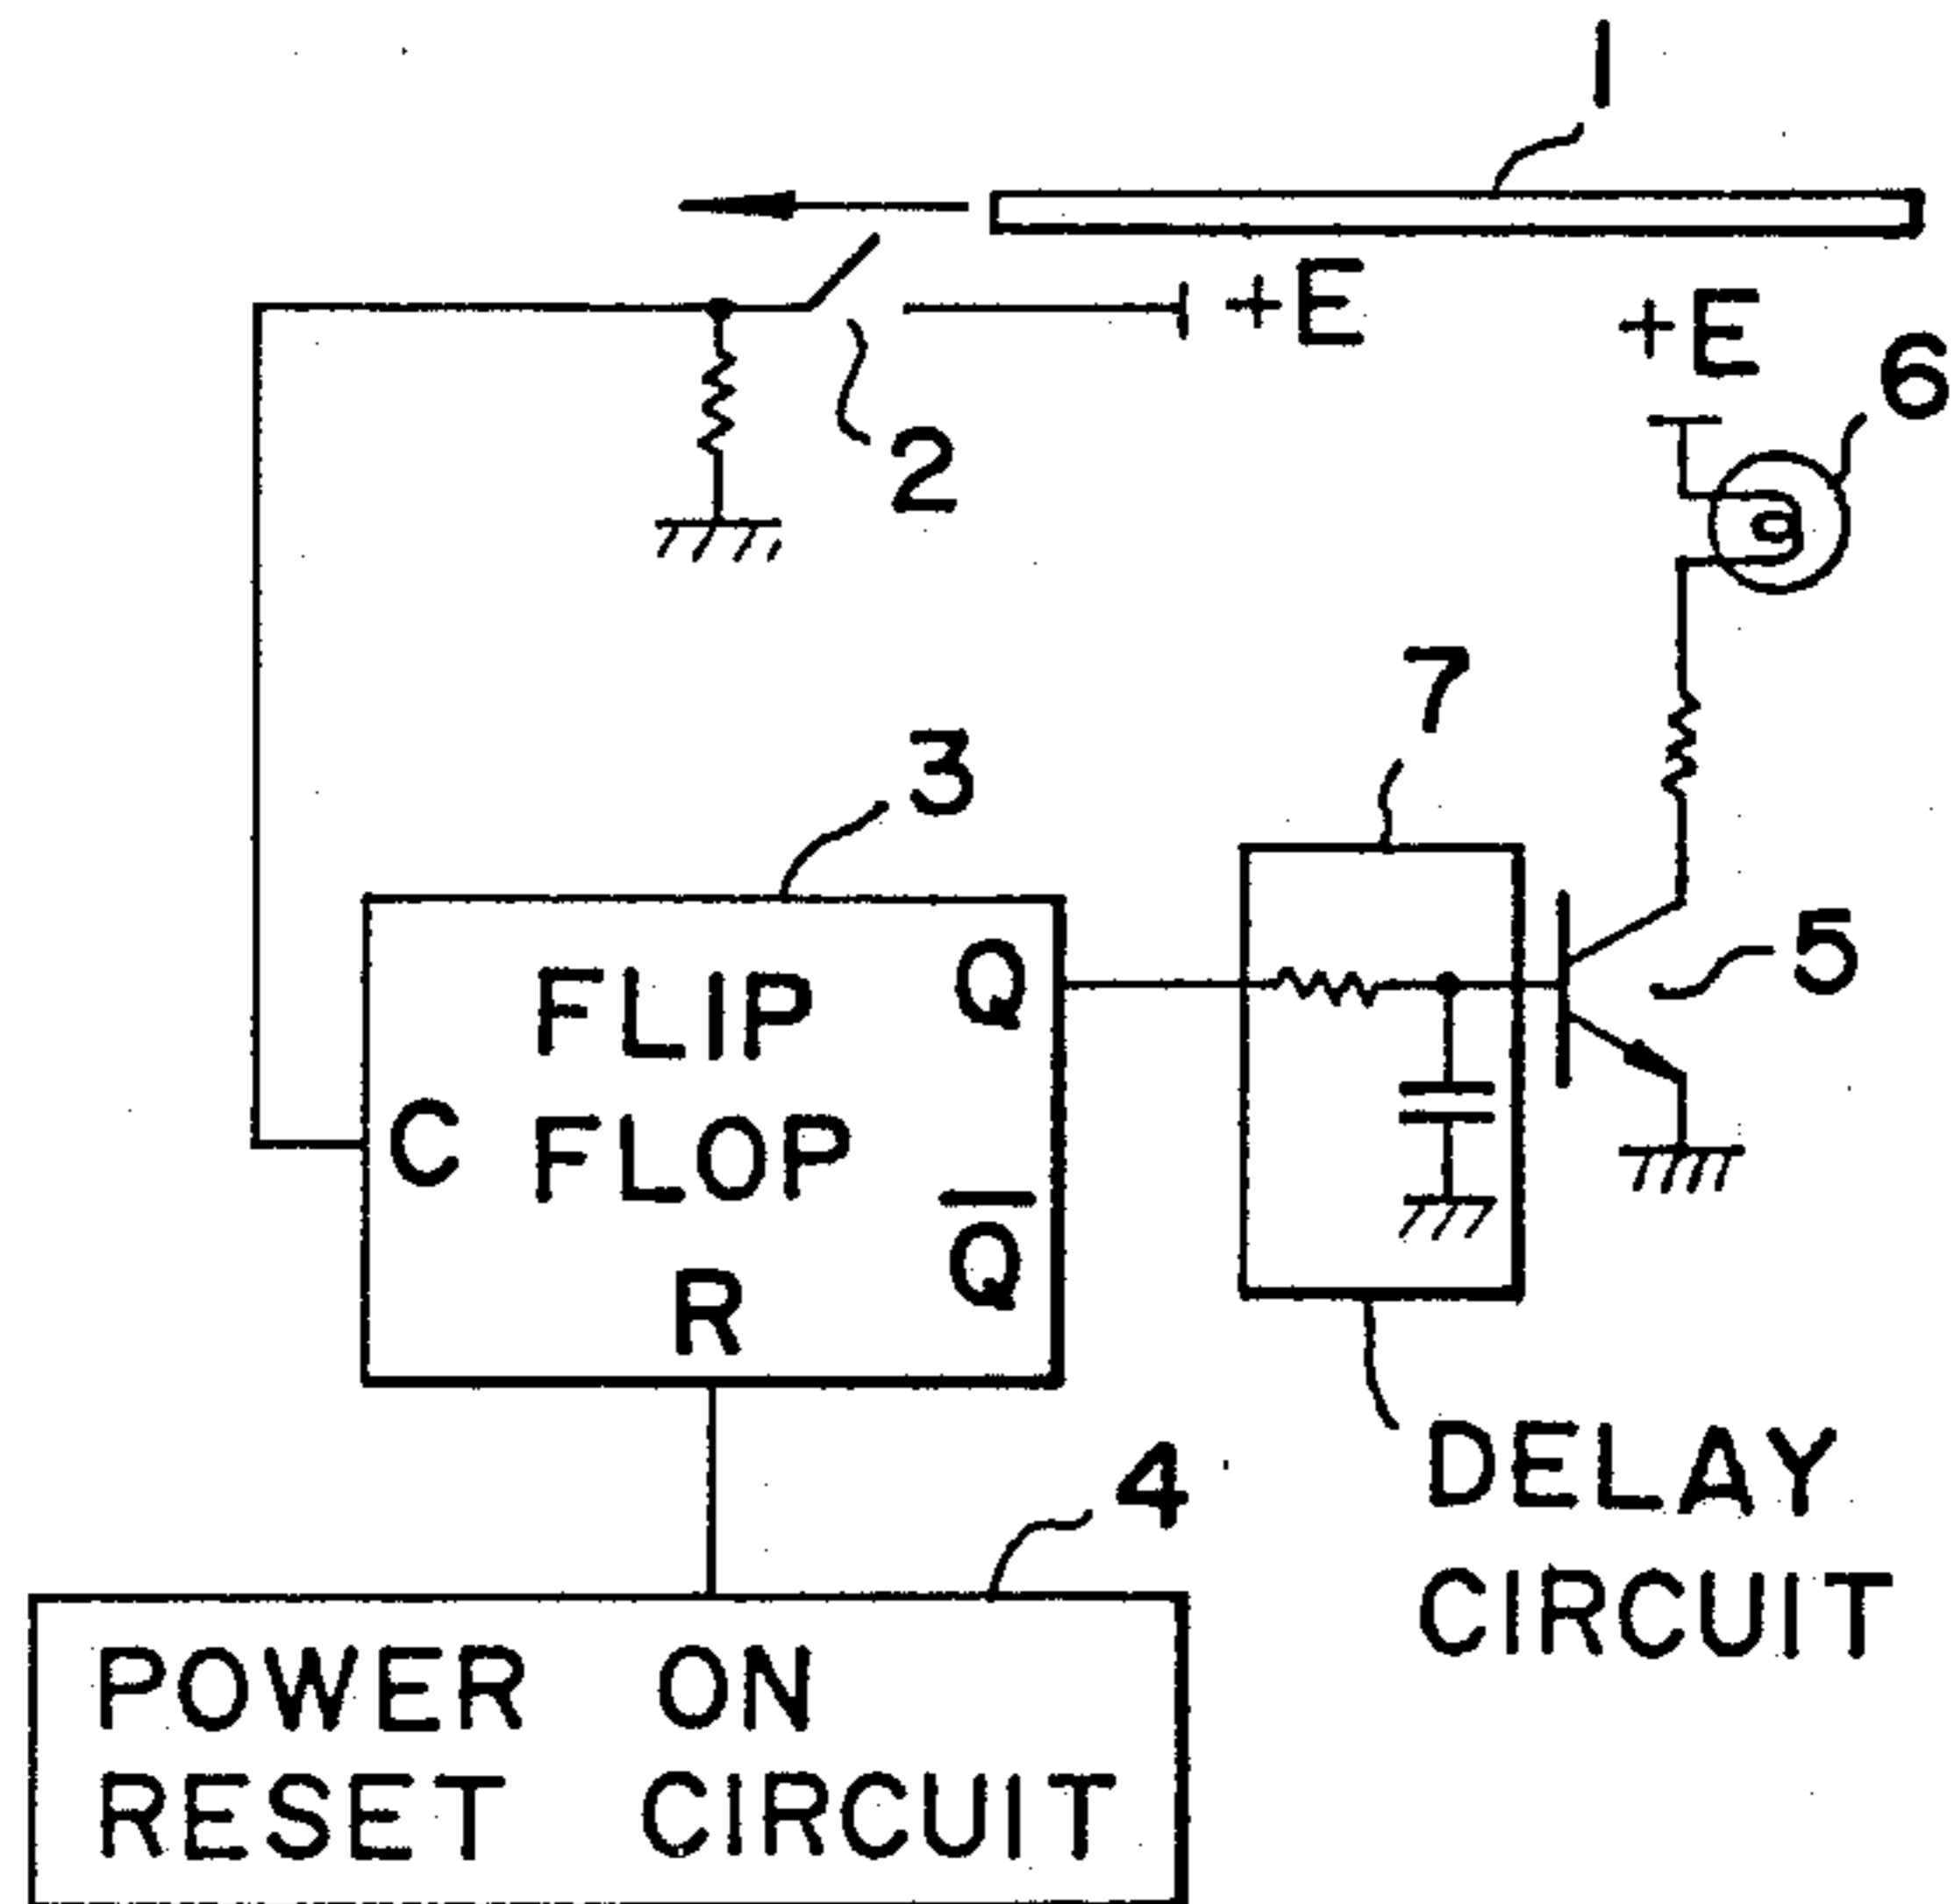 1
+E
+E
6
2
7
3
5
FLIP
Q
C
FLOP
Q̅
R
4
DELAY
CIRCUIT
POWER ON
RESET CIRCUIT